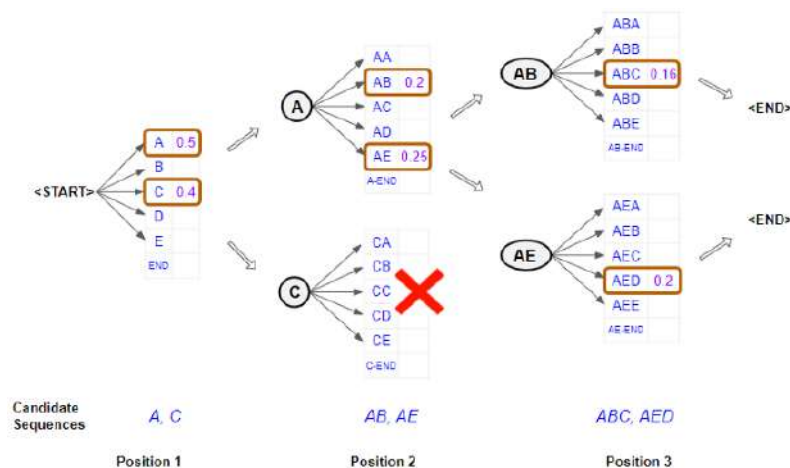 <START>
A 0.5
B
C 0.4
D
E
END
A
AA
AB 0.2
AC
AD
AE 0.25
A-END
C
CA
CB
CC
CD
CE
C-END
AB
ABA
ABB
ABC 0.16
ABD
ABE
AB-END
<END>
AE
AEA
AEB
AEC
AED 0.2
AEE
AE-END
<END>
Candidate
Sequences
A, C
AB, AE
ABC, AED
Position 1
Position 2
Position 3